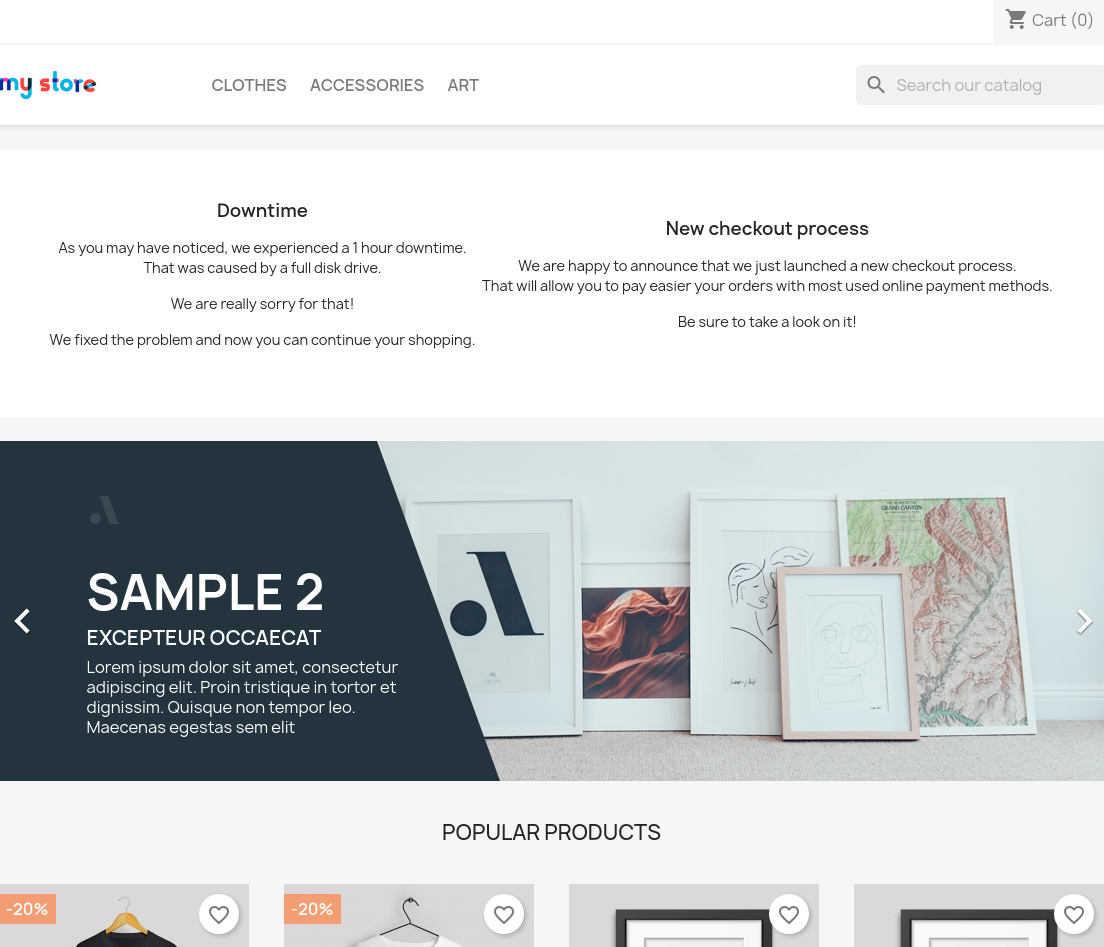 Cart (0)
my store
CLOTHES ACCESSORIES ART
Search our catalog
Downtime
As you may have noticed, we experienced a 1 hour downtime.
That was caused by a full disk drive.
We are really sorry for that!
We fixed the problem and now you can continue your shopping.
New checkout process
We are happy to announce that we just launched a new checkout process.
That will allow you to pay easier your orders with most used online payment methods.
Be sure to take a look on it!
SAMPLE 2
EXCEPTEUR OCCAECAT
Lorem ipsum dolor sit amet, consectetur
adipiscing elit. Proin tristique in tortor et
dignissim. Quisque non tempor leo.
Maecenas egestas sem elit
GRAND CANYON
POPULAR PRODUCTS
-20%
-20%